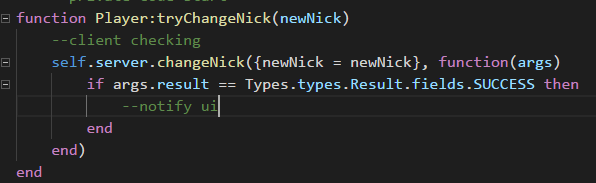 function Player:tryChangeNick(newNick)
--client checking
self.server.changeNick({newNick = newNick}, function(args)
if args.result == Types.types.Result.fields.SUCCESS then
--notify ui
end
end)
end